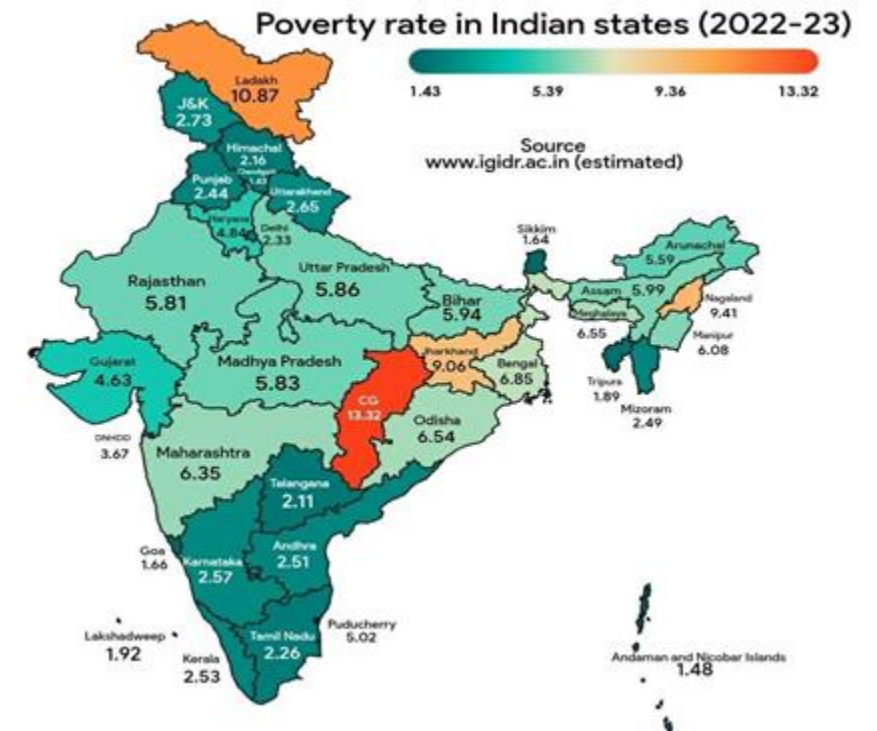 Poverty rate in Indian states (2022-23)
1.43 5.39 9.36 13.32
Source
www.igidr.ac.in (estimated)
Ladakh
10.87
J&K
2.73
Himachal
2.16
Punjab
2.44
Uttarakhand
2.65
Haryana
4.84
Delhi
2.33
Rajasthan
5.81
Uttar Pradesh
5.86
Bihar
5.94
Sikkim
1.64
Arunachal
5.59
Assam 5.99
Nagaland
9.41
Meghalaya
6.55
Manipur
6.08
Tripura
1.89
Mizoram
2.49
Gujarat
4.63
Madhya Pradesh
5.83
Jharkhand
9.06
Bengal
6.85
CG
13.32
Odisha
6.54
DNHDD
3.67
Maharashtra
6.35
Telangana
2.11
Goa
1.66
Karnataka
2.57
Andhra
2.51
Puducherry
5.02
Lakshadweep
1.92
Kerala
2.53
Tamil Nadu
2.26
Andaman and Nicobar Islands
1.48